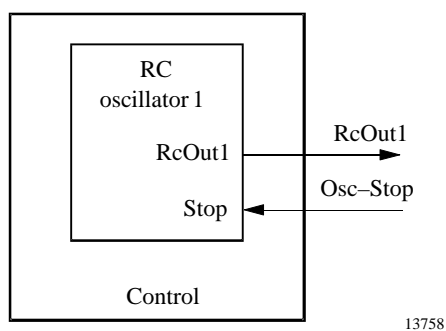 RC
oscillator 1
RcOut1
RcOut1
Osc–Stop
Stop
Control
13758